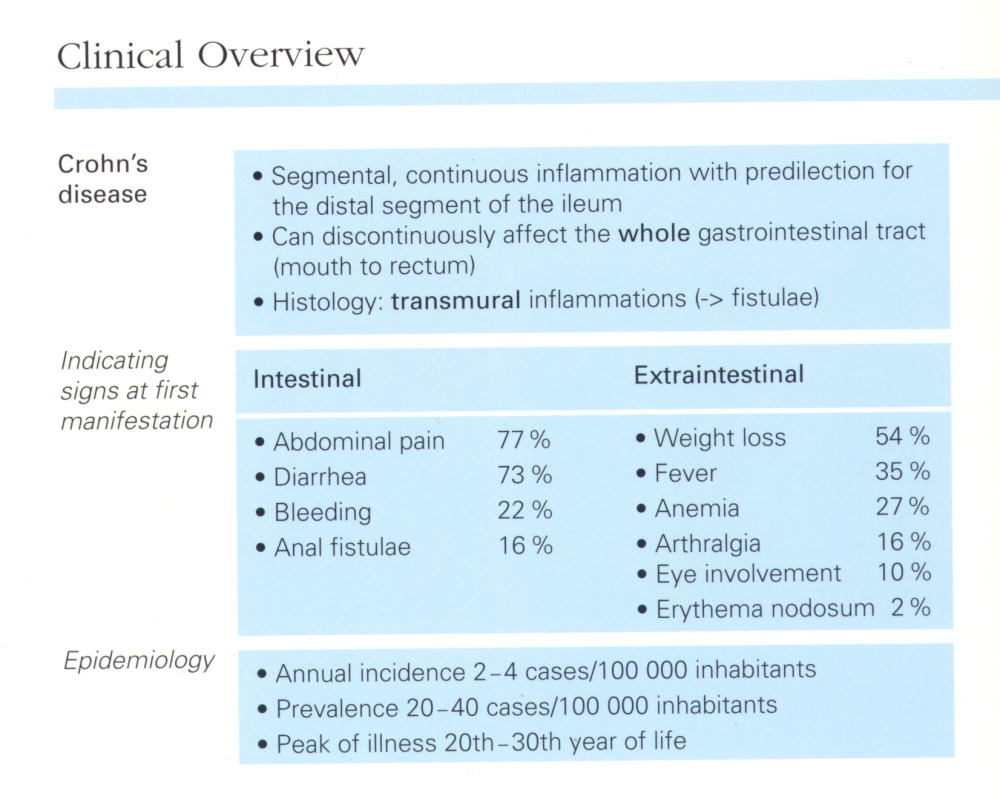 Clinical Overview
Crohn's
disease
• Segmental, continuous inflammation with predilection for
the distal segment of the ileum
• Can discontinuously affect the whole gastrointestinal tract
(mouth to rectum)
• Histology: transmural inflammations (-> fistulae)
Indicating
signs at first
manifestation
Intestinal
Extraintestinal
• Abdominal pain 77 %
• Diarrhea 73 %
• Bleeding 22 %
• Anal fistulae 16 %
• Weight loss 54 %
• Fever 35 %
• Anemia 27 %
• Arthralgia 16 %
• Eye involvement 10 %
• Erythema nodosum 2 %
Epidemiology
• Annual incidence 2–4 cases/100 000 inhabitants
• Prevalence 20–40 cases/100 000 inhabitants
• Peak of illness 20th–30th year of life